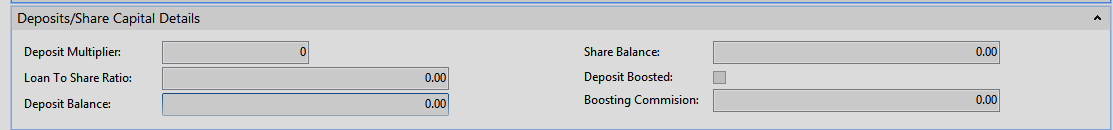 Deposits/Share Capital Details
Deposit Multiplier: 0
Loan To Share Ratio: 0.00
Deposit Balance: 0.00
Share Balance: 0.00
Deposit Boosted:
Boosting Commision: 0.00